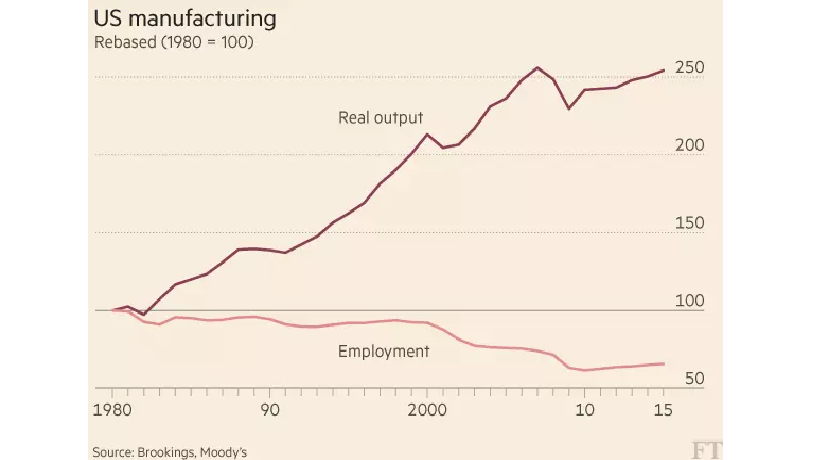 US manufacturing
Rebased (1980 = 100)
250
Real output
200
150
100
Employment
50
1980 90 2000 10 15
Source: Brookings, Moody's
FT